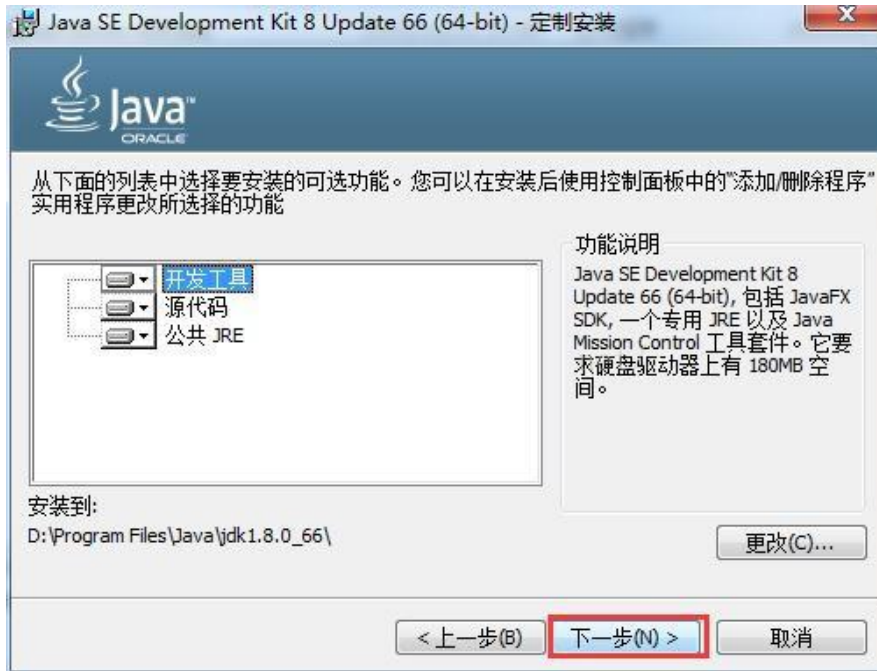 Java SE Development Kit 8 Update 66 (64-bit) - 定制安装
X
Java™
ORACLE
从下面的列表中选择要安装的可选功能。您可以在安装后使用控制面板中的"添加/删除程序"
实用程序更改所选择的功能
开发工具
源代码
公共 JRE
功能说明
Java SE Development Kit 8
Update 66 (64-bit), 包括 JavaFX
SDK, 一个专用 JRE 以及 Java
Mission Control 工具套件。它要
求硬盘驱动器上有 180MB 空
间。
安装到:
D:\Program Files\Java\jdk1.8.0_66\
更改(C)...
< 上一步(B)
下一步(N) >
取消